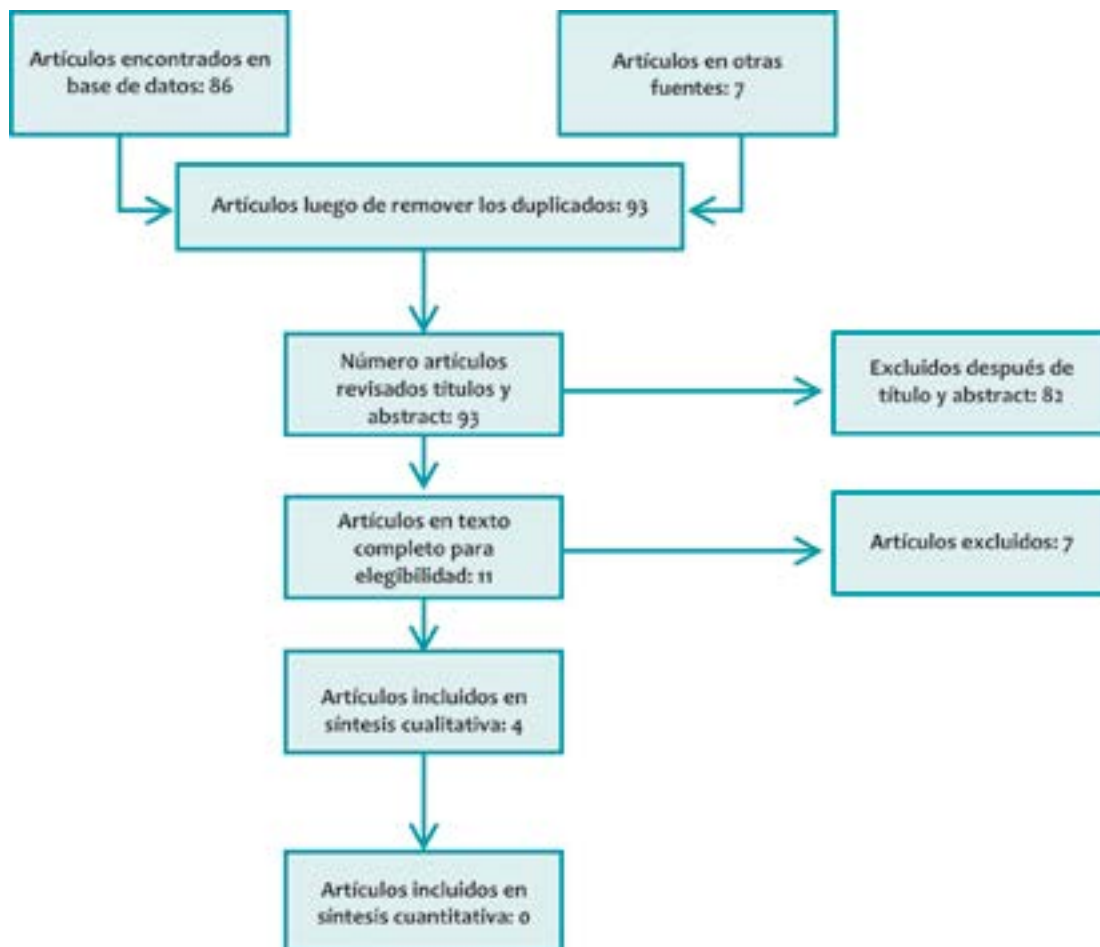 Artículos encontrados en
base de datos: 86
Artículos en otras
fuentes: 7
Artículos luego de remover los duplicados: 93
Número artículos
revisados títulos y
abstract: 93
Excluidos después de
título y abstract: 82
Artículos en texto
completo para
elegibilidad: 11
Artículos excluidos: 7
Artículos incluidos en
síntesis cualitativa: 4
Artículos incluidos en
síntesis cuantitativa: 0